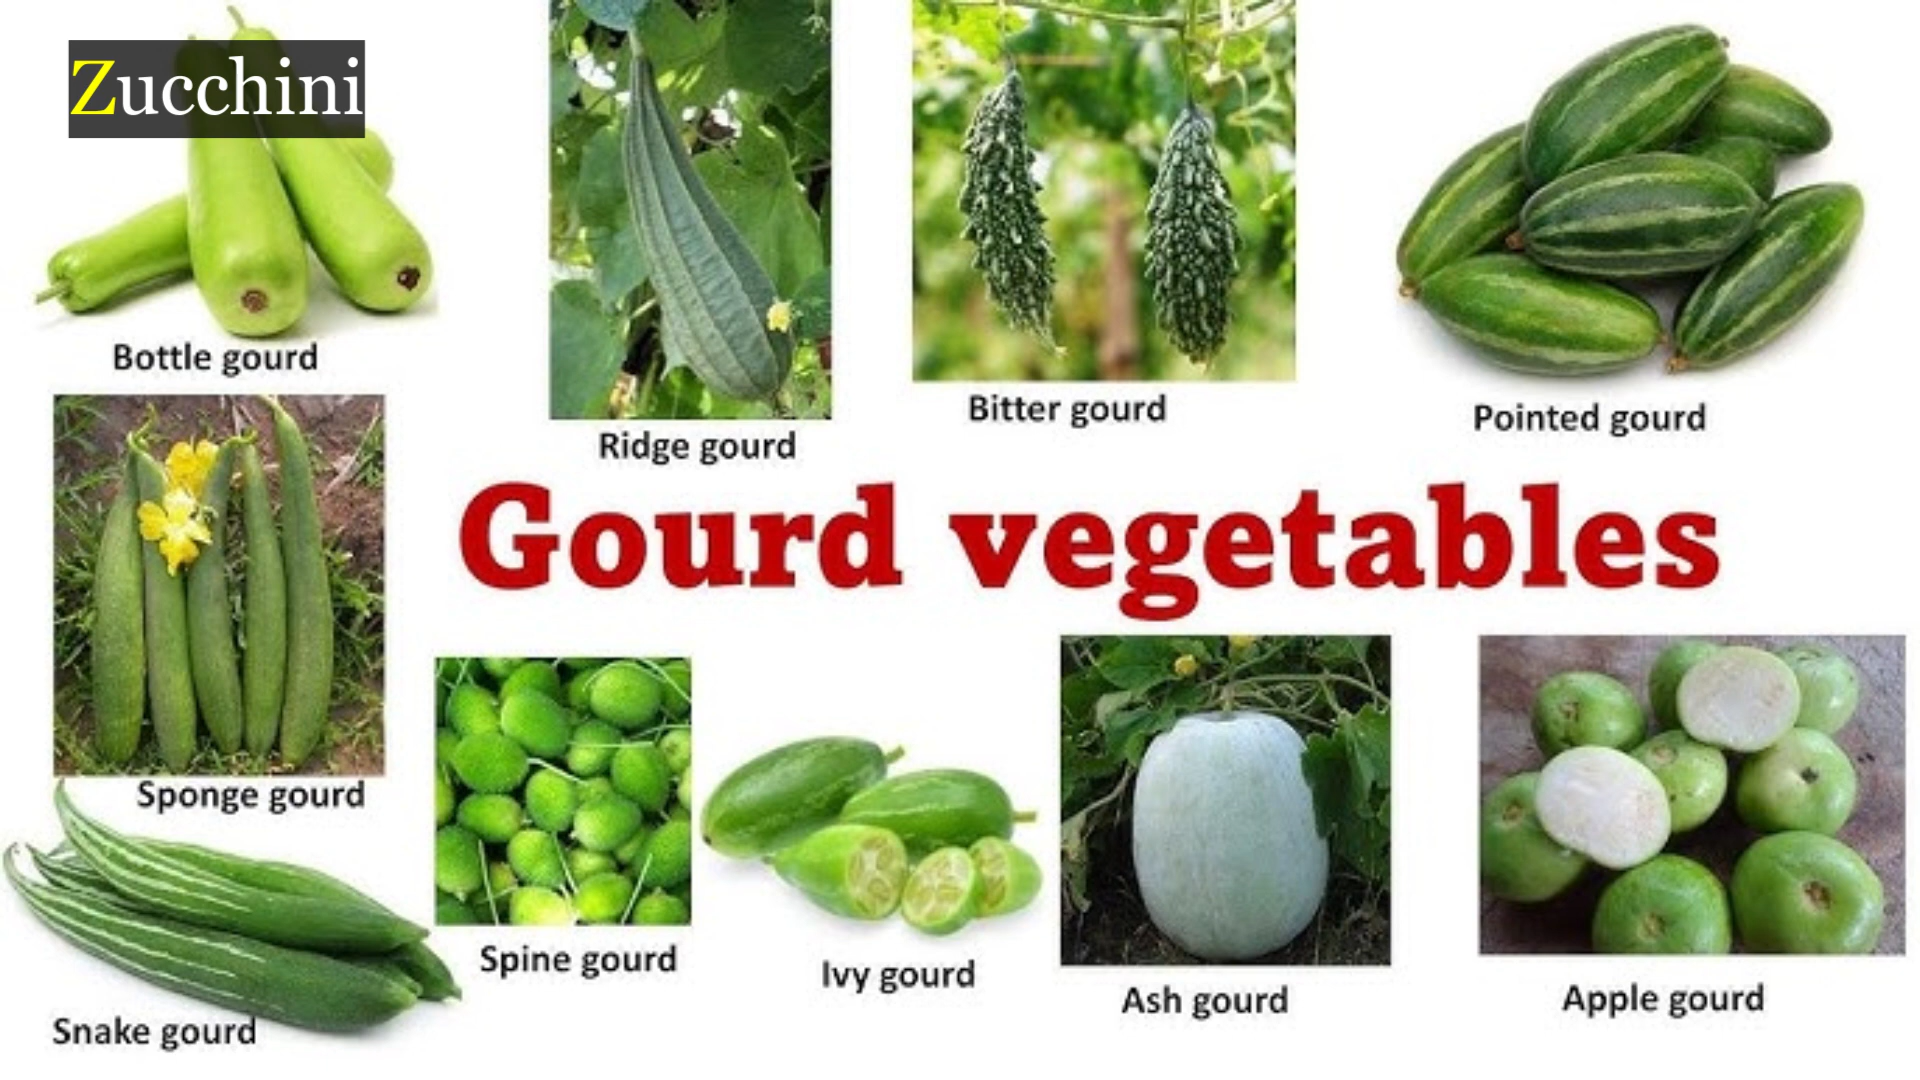 Zucchini
Bottle gourd
Ridge gourd
Bitter gourd
Pointed gourd
Gourd vegetables
Sponge gourd
Spine gourd
Ivy gourd
Ash gourd
Apple gourd
Snake gourd